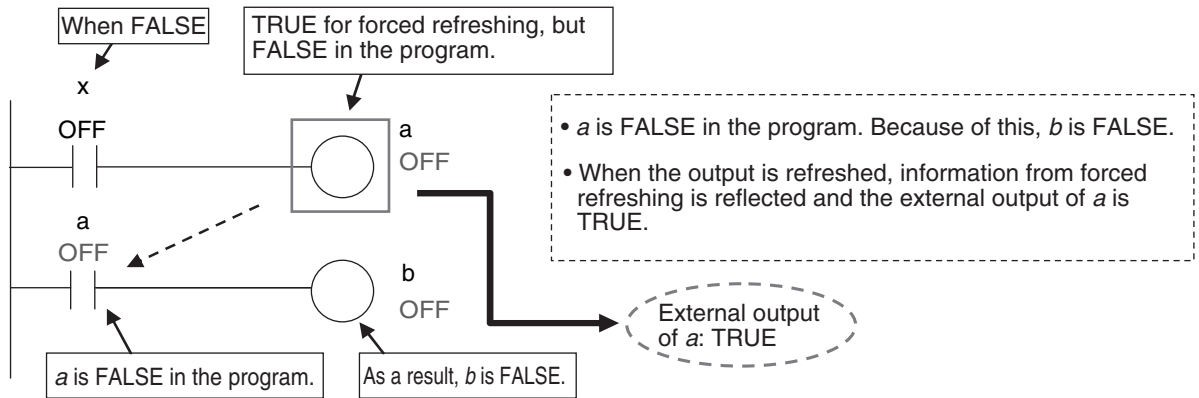 When FALSE
TRUE for forced refreshing, but
FALSE in the program.
x
OFF
a
OFF
• a is FALSE in the program. Because of this, b is FALSE.
• When the output is refreshed, information from forced
refreshing is reflected and the external output of a is
TRUE.
a
OFF
b
OFF
External output
of a: TRUE
a is FALSE in the program.
As a result, b is FALSE.